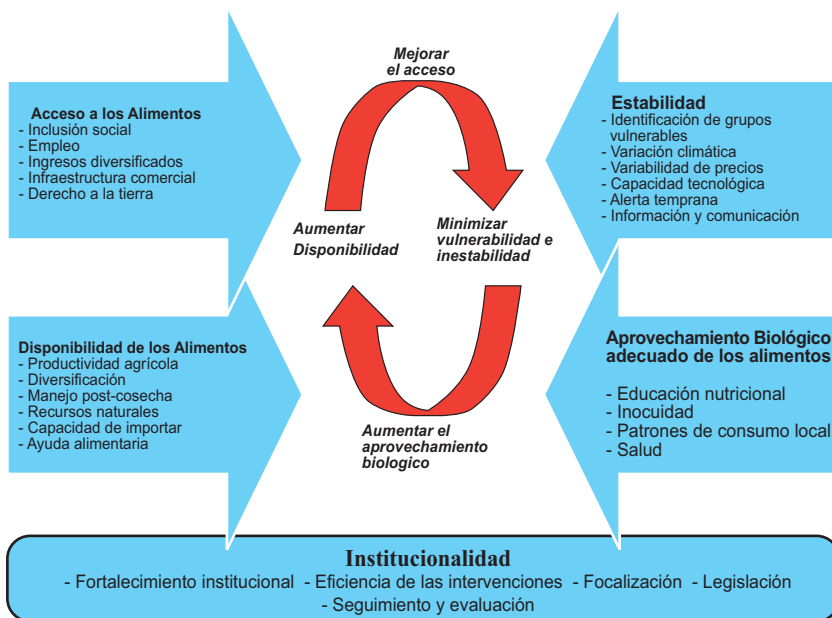 Mejorar
el acceso
Acceso a los Alimentos
- Inclusión social
- Empleo
- Ingresos diversificados
- Infraestructura comercial
- Derecho a la tierra
Estabilidad
- Identificación de grupos
vulnerables
- Variación climática
- Variabilidad de precios
- Capacidad tecnológica
- Alerta temprana
- Información y comunicación
Aumentar
Disponibilidad
Minimizar
vulnerabilidad e
inestabilidad
Disponibilidad de los Alimentos
- Productividad agrícola
- Diversificación
- Manejo post-cosecha
- Recursos naturales
- Capacidad de importar
- Ayuda alimentaria
Aprovechamiento Biológico
adecuado de los alimentos
- Educación nutricional
- Inocuidad
- Patrones de consumo local
- Salud
Aumentar el
aprovechamiento
biologico
Institucionalidad
- Fortalecimiento institucional - Eficiencia de las intervenciones - Focalización - Legislación
- Seguimiento y evaluación